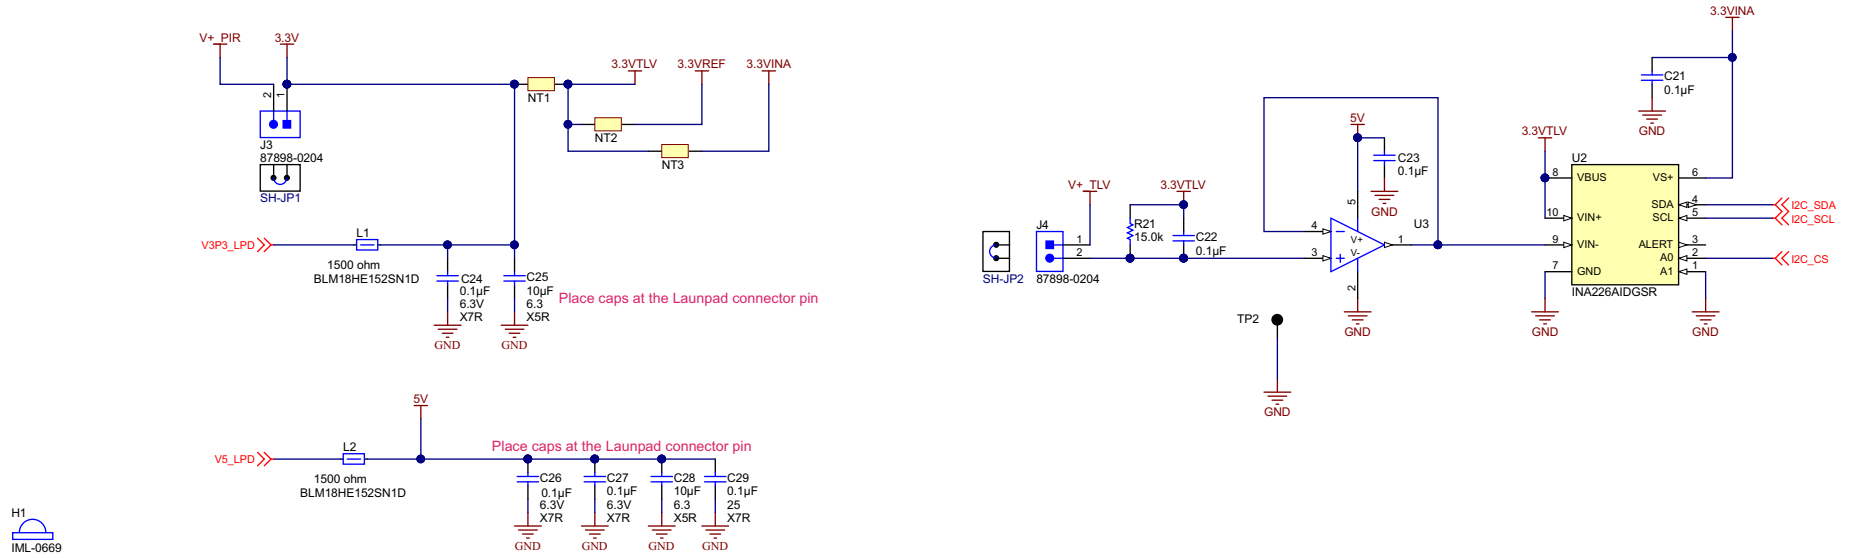 V+_PIR
3.3V
2
1
J3
87898-0204
SH-JP1
NT1
3.3VTLV
3.3VREF
3.3VINA
NT2
NT3
V3P3_LPD
L1
1500 ohm
BLM18HE152SN1D
C24
0.1µF
6.3V
X7R
GND
C25
10µF
6.3
X5R
GND
Place caps at the Launpad connector pin
5V
V5_LPD
L2
1500 ohm
BLM18HE152SN1D
Place caps at the Launpad connector pin
C26
0.1µF
6.3V
X7R
GND
C27
0.1µF
6.3V
X7R
GND
C28
10µF
6.3
X5R
GND
C29
0.1µF
25
X7R
GND
H1
IML-0669
SH-JP2
V+_TLV
J4
1
2
87898-0204
3.3VTLV
R21
15.0k
C22
0.1µF
5V
C23
0.1µF
GND
5
4
3
V+
V-
1
U3
2
GND
TP2
GND
3.3VINA
C21
0.1µF
GND
3.3VTLV
U2
8
VBUS
VS+
6
10
VIN+
SDA
4
I2C_SDA
SCL
5
I2C_SCL
9
VIN-
ALERT
3
A0
2
I2C_CS
7
GND
A1
1
INA226AIDGSR
GND
GND